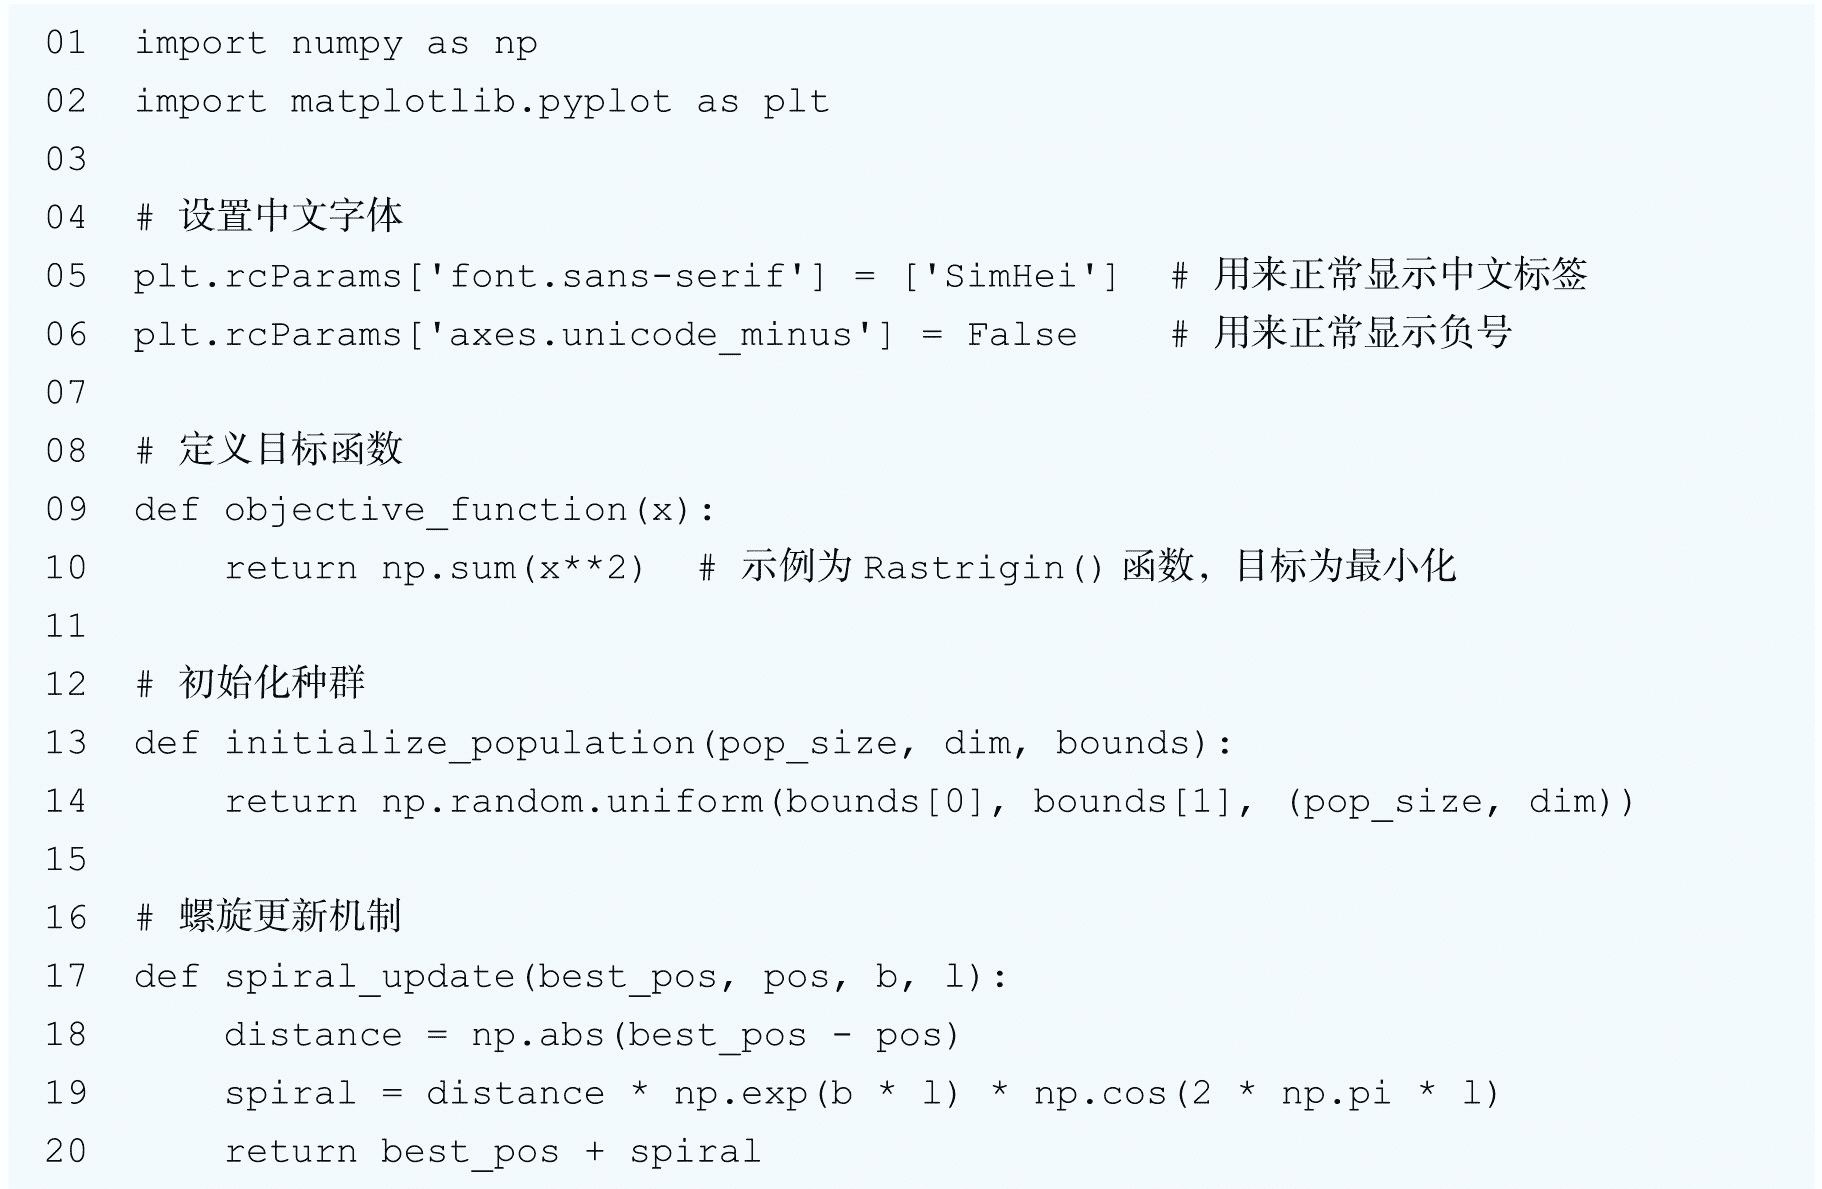 01 import numpy as np
02 import matplotlib.pyplot as plt
03
04 # 设置中文字体
05 plt.rcParams['font.sans-serif'] = ['SimHei']  # 用来正常显示中文标签
06 plt.rcParams['axes.unicode_minus'] = False    # 用来正常显示负号
07
08 # 定义目标函数
09 def objective_function(x):
10     return np.sum(x**2)  # 示例为 Rastrigin() 函数，目标为最小化
11
12 # 初始化种群
13 def initialize_population(pop_size, dim, bounds):
14     return np.random.uniform(bounds[0], bounds[1], (pop_size, dim))
15
16 # 螺旋更新机制
17 def spiral_update(best_pos, pos, b, l):
18     distance = np.abs(best_pos - pos)
19     spiral = distance * np.exp(b * l) * np.cos(2 * np.pi * l)
20     return best_pos + spiral